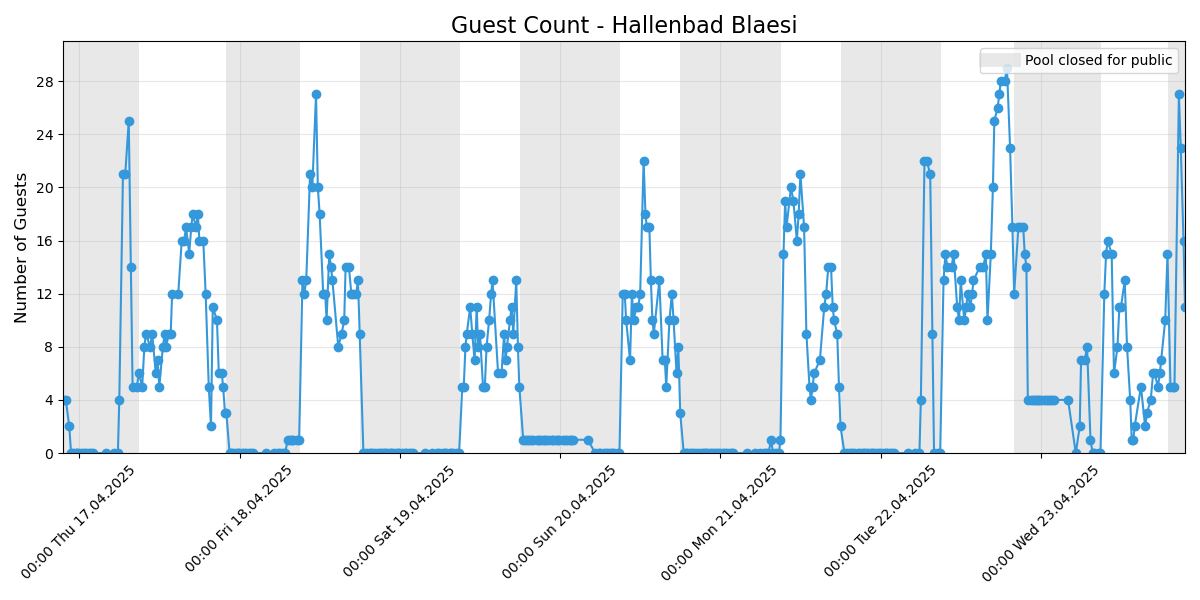 Guest Count - Hallenbad Blaesi
Pool closed for public
Number of Guests
28
24
20
16
12
8
4
0
00:00 Thu 17.04.2025
00:00 Fri 18.04.2025
00:00 Sat 19.04.2025
00:00 Sun 20.04.2025
00:00 Mon 21.04.2025
00:00 Tue 22.04.2025
00:00 Wed 23.04.2025